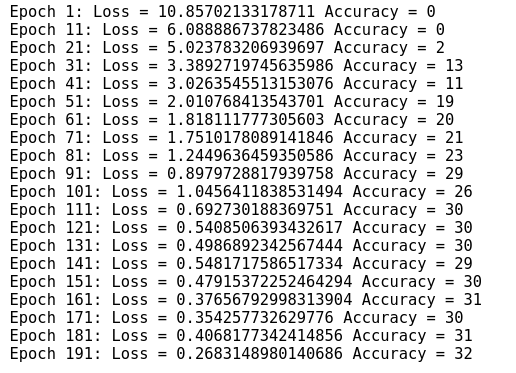 Epoch 1: Loss = 10.85702133178711 Accuracy = 0
Epoch 11: Loss = 6.088886737823486 Accuracy = 0
Epoch 21: Loss = 5.023783206939697 Accuracy = 2
Epoch 31: Loss = 3.3892719745635986 Accuracy = 13
Epoch 41: Loss = 3.0263545513153076 Accuracy = 11
Epoch 51: Loss = 2.010768413543701 Accuracy = 19
Epoch 61: Loss = 1.818111777305603 Accuracy = 20
Epoch 71: Loss = 1.7510178089141846 Accuracy = 21
Epoch 81: Loss = 1.2449636459350586 Accuracy = 23
Epoch 91: Loss = 0.8979728817939758 Accuracy = 29
Epoch 101: Loss = 1.0456411838531494 Accuracy = 26
Epoch 111: Loss = 0.692730188369751 Accuracy = 30
Epoch 121: Loss = 0.5408506393432617 Accuracy = 30
Epoch 131: Loss = 0.4986892342567444 Accuracy = 30
Epoch 141: Loss = 0.5481717586517334 Accuracy = 29
Epoch 151: Loss = 0.47915372252464294 Accuracy = 30
Epoch 161: Loss = 0.37656792998313904 Accuracy = 31
Epoch 171: Loss = 0.354257732629776 Accuracy = 30
Epoch 181: Loss = 0.4068177342414856 Accuracy = 31
Epoch 191: Loss = 0.2683148980140686 Accuracy = 32